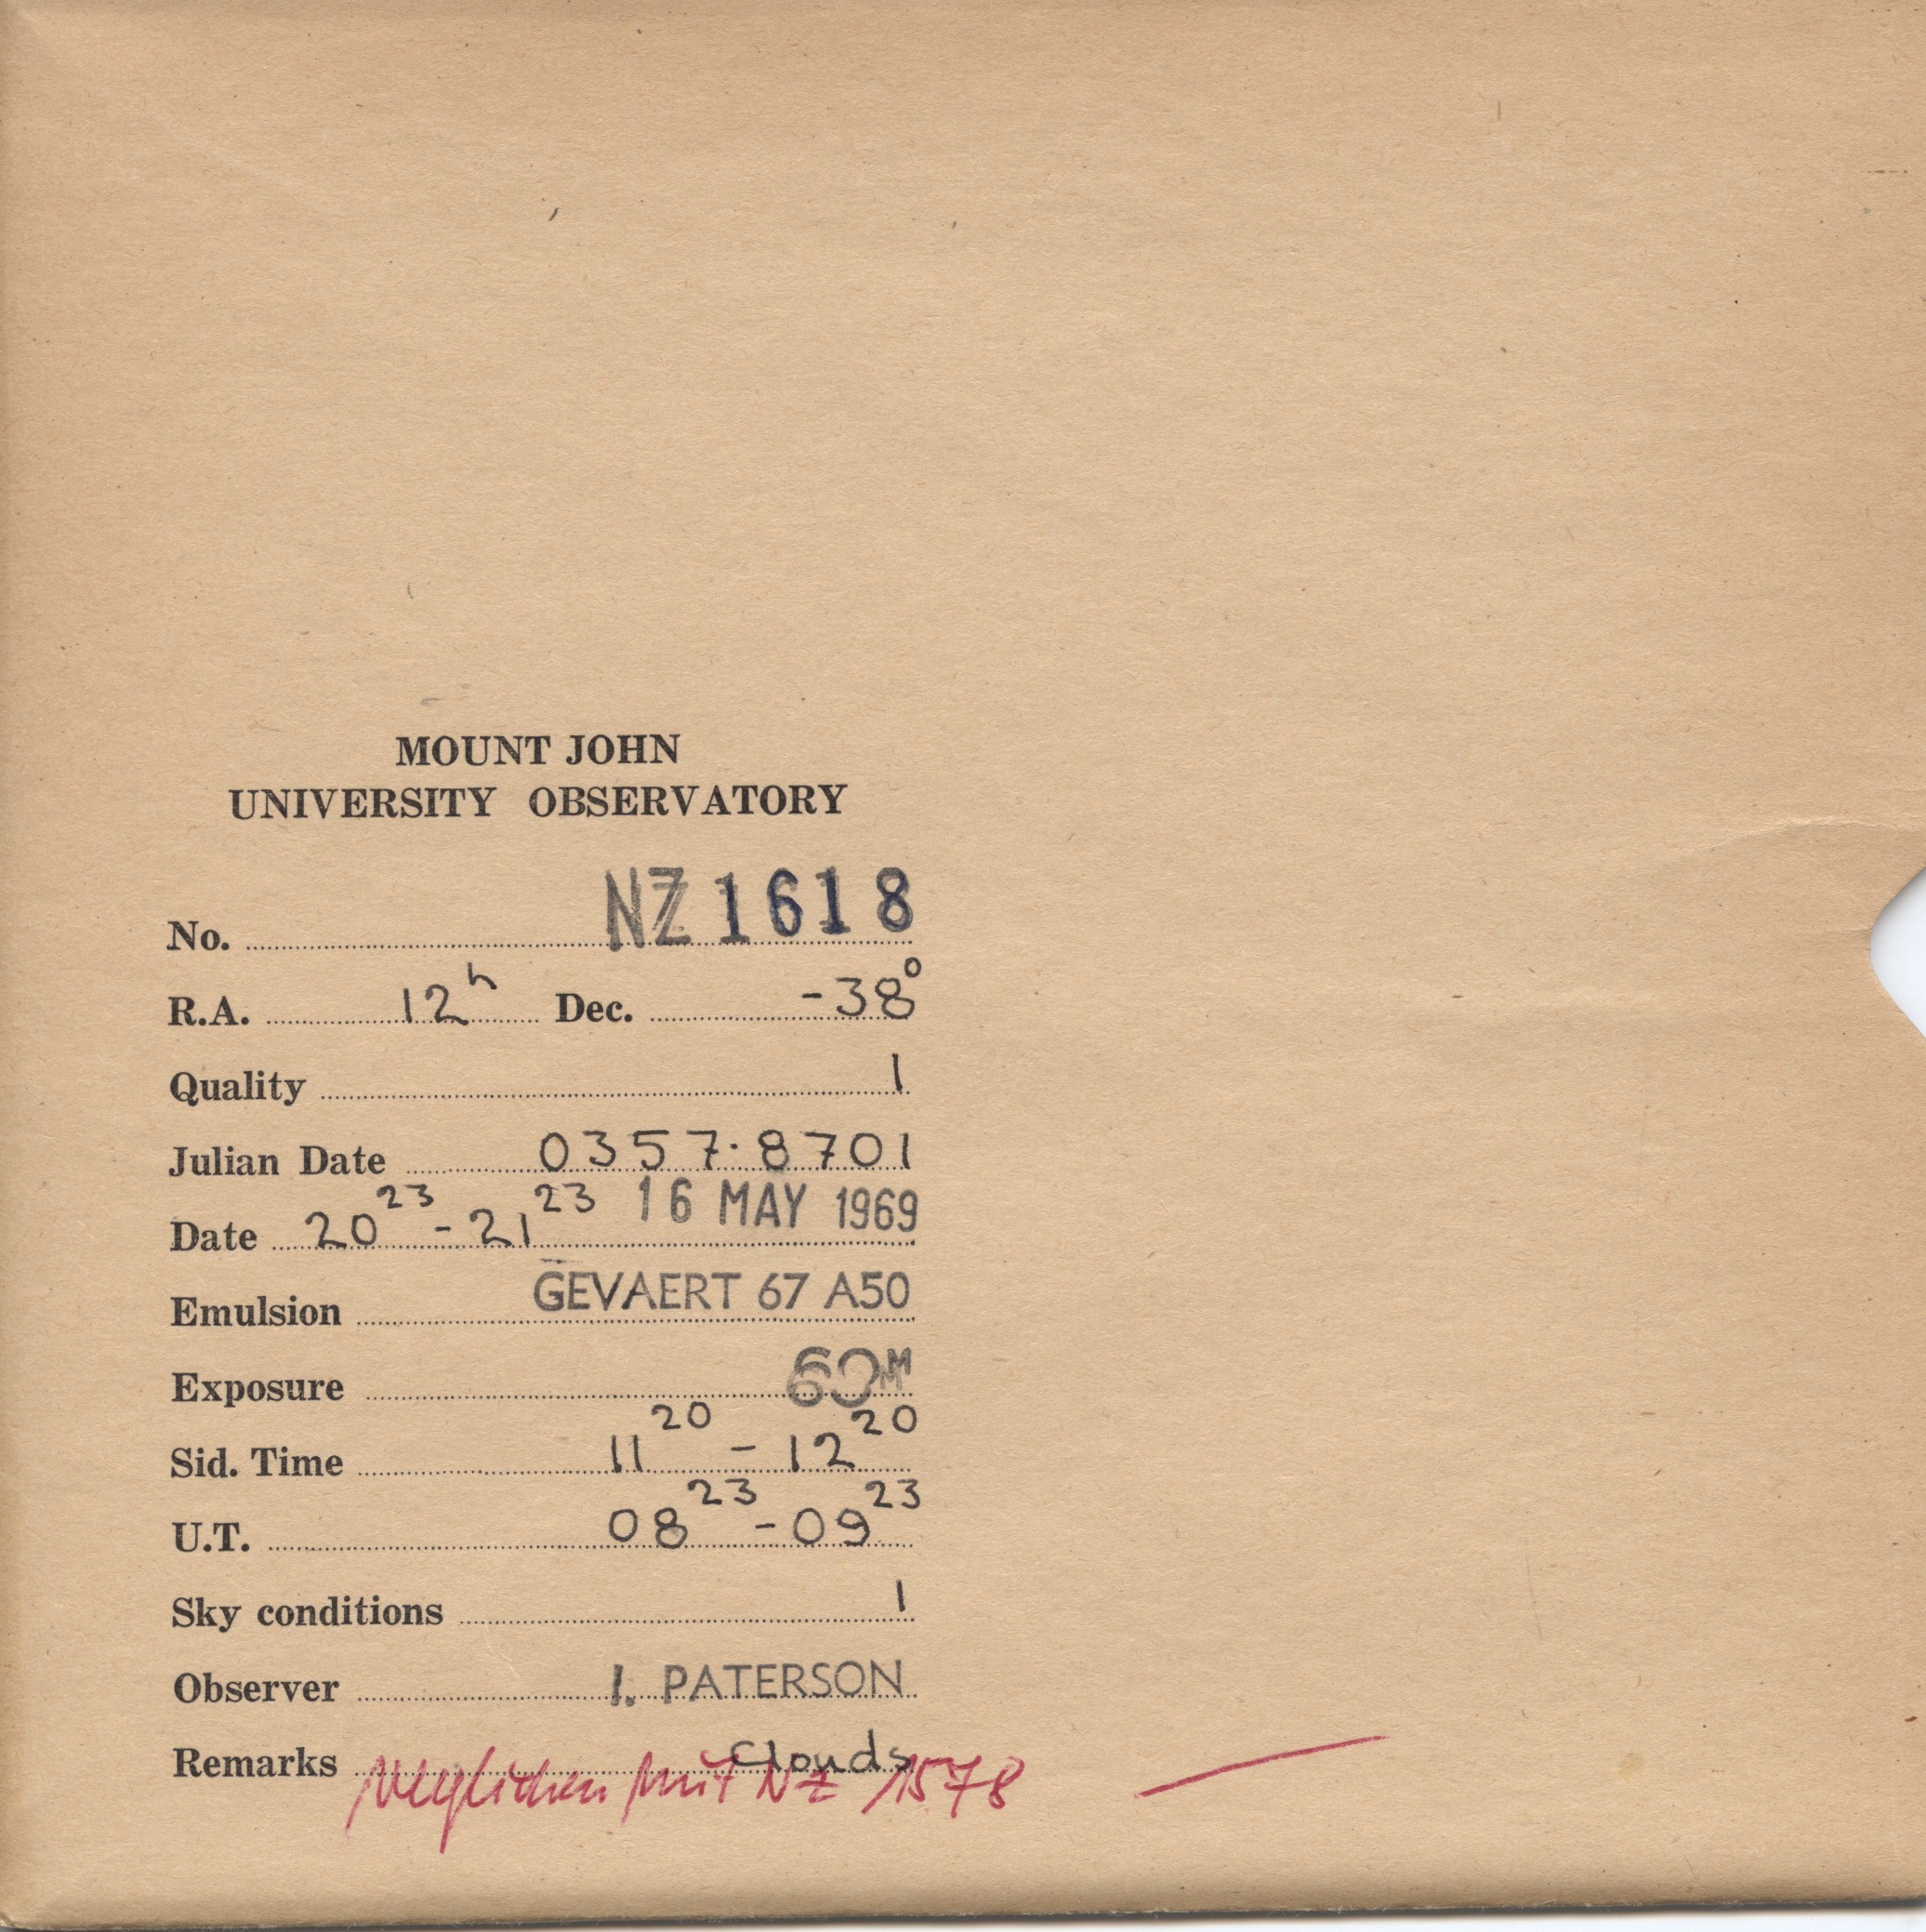 MOUNT JOHN
UNIVERSITY OBSERVATORY
No. NZ 1618
R.A. 12h Dec. -38°
Quality 1
Julian Date 0357.8701
Date 20 23 - 21 23 16 MAY 1969
Emulsion GEVAERT 67 A50
Exposure 60M
Sid. Time 11 20 - 12 20
U.T. 08 23 - 09 23
Sky conditions 1
Observer I. PATERSON
Remarks Clouds
verglichen mit NZ 1578